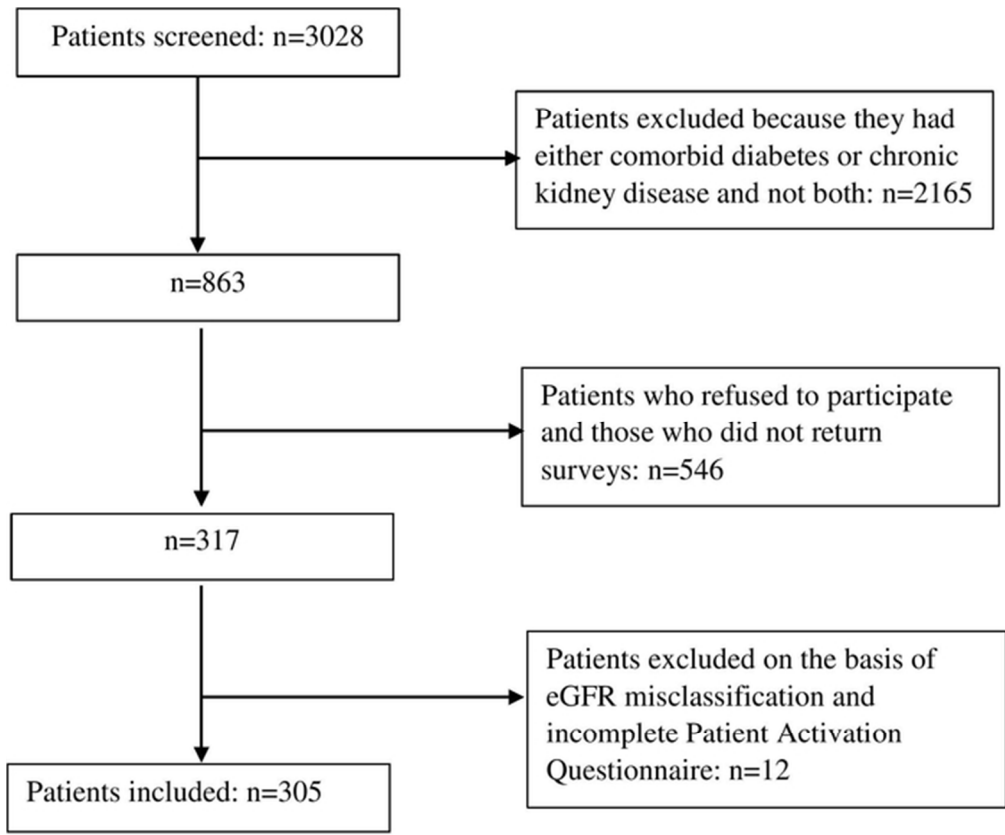 Patients screened: n=3028
Patients excluded because they had
either comorbid diabetes or chronic
kidney disease and not both: n=2165
n=863
Patients who refused to participate
and those who did not return
surveys: n=546
n=317
Patients excluded on the basis of
eGFR misclassification and
incomplete Patient Activation
Questionnaire: n=12
Patients included: n=305